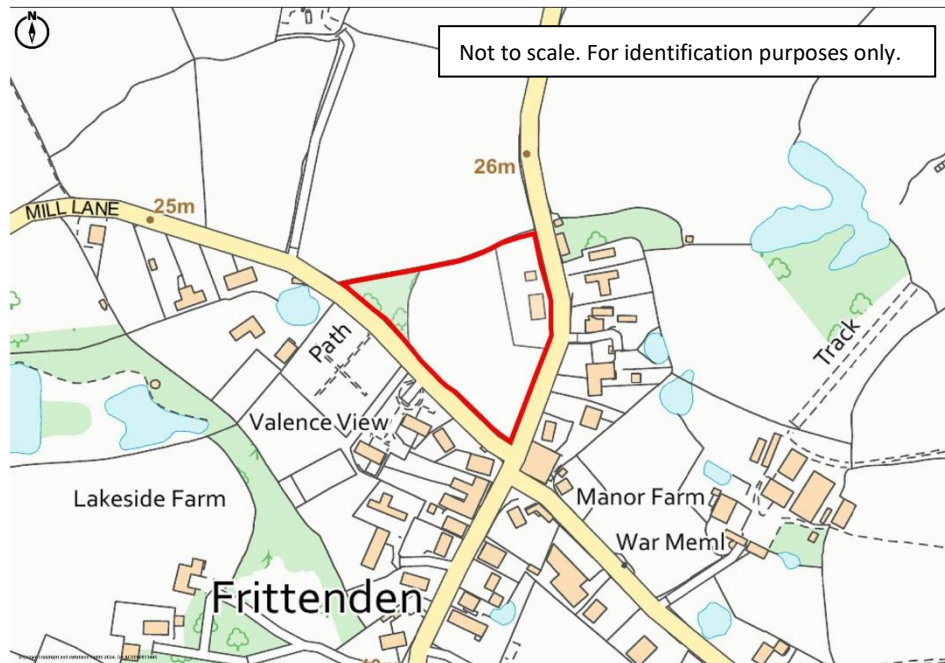 N
Not to scale. For identification purposes only.
26m
MILL LANE
25m
Path
Track
Valence View
Lakeside Farm
Manor Farm
War Meml
Frittenden